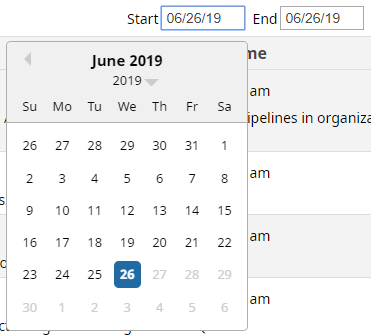 Start 06/26/19 End 06/26/19
June 2019
me
2019
am
Su Mo Tu We Th Fr Sa
ipelines in organiza
26 27 28 29 30 31 1
am
2 3 4 5 6 7 8
9 10 11 12 13 14 15
am
16 17 18 19 20 21 22
23 24 25 26 27 28 29
am
30 1 2 3 4 5 6